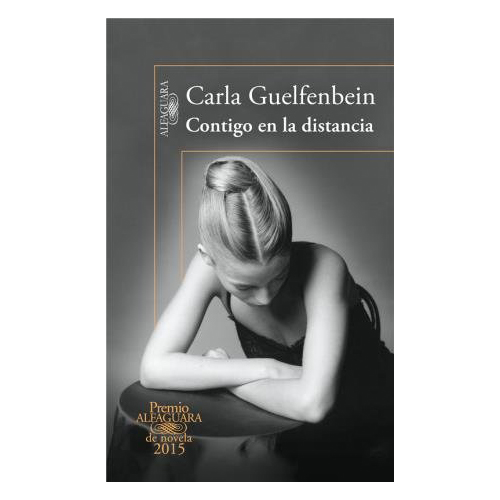 ALFAGUARA
Carla Guelfenbein
Contigo en la distancia
Premio
ALFAGUARA
de novela
2015